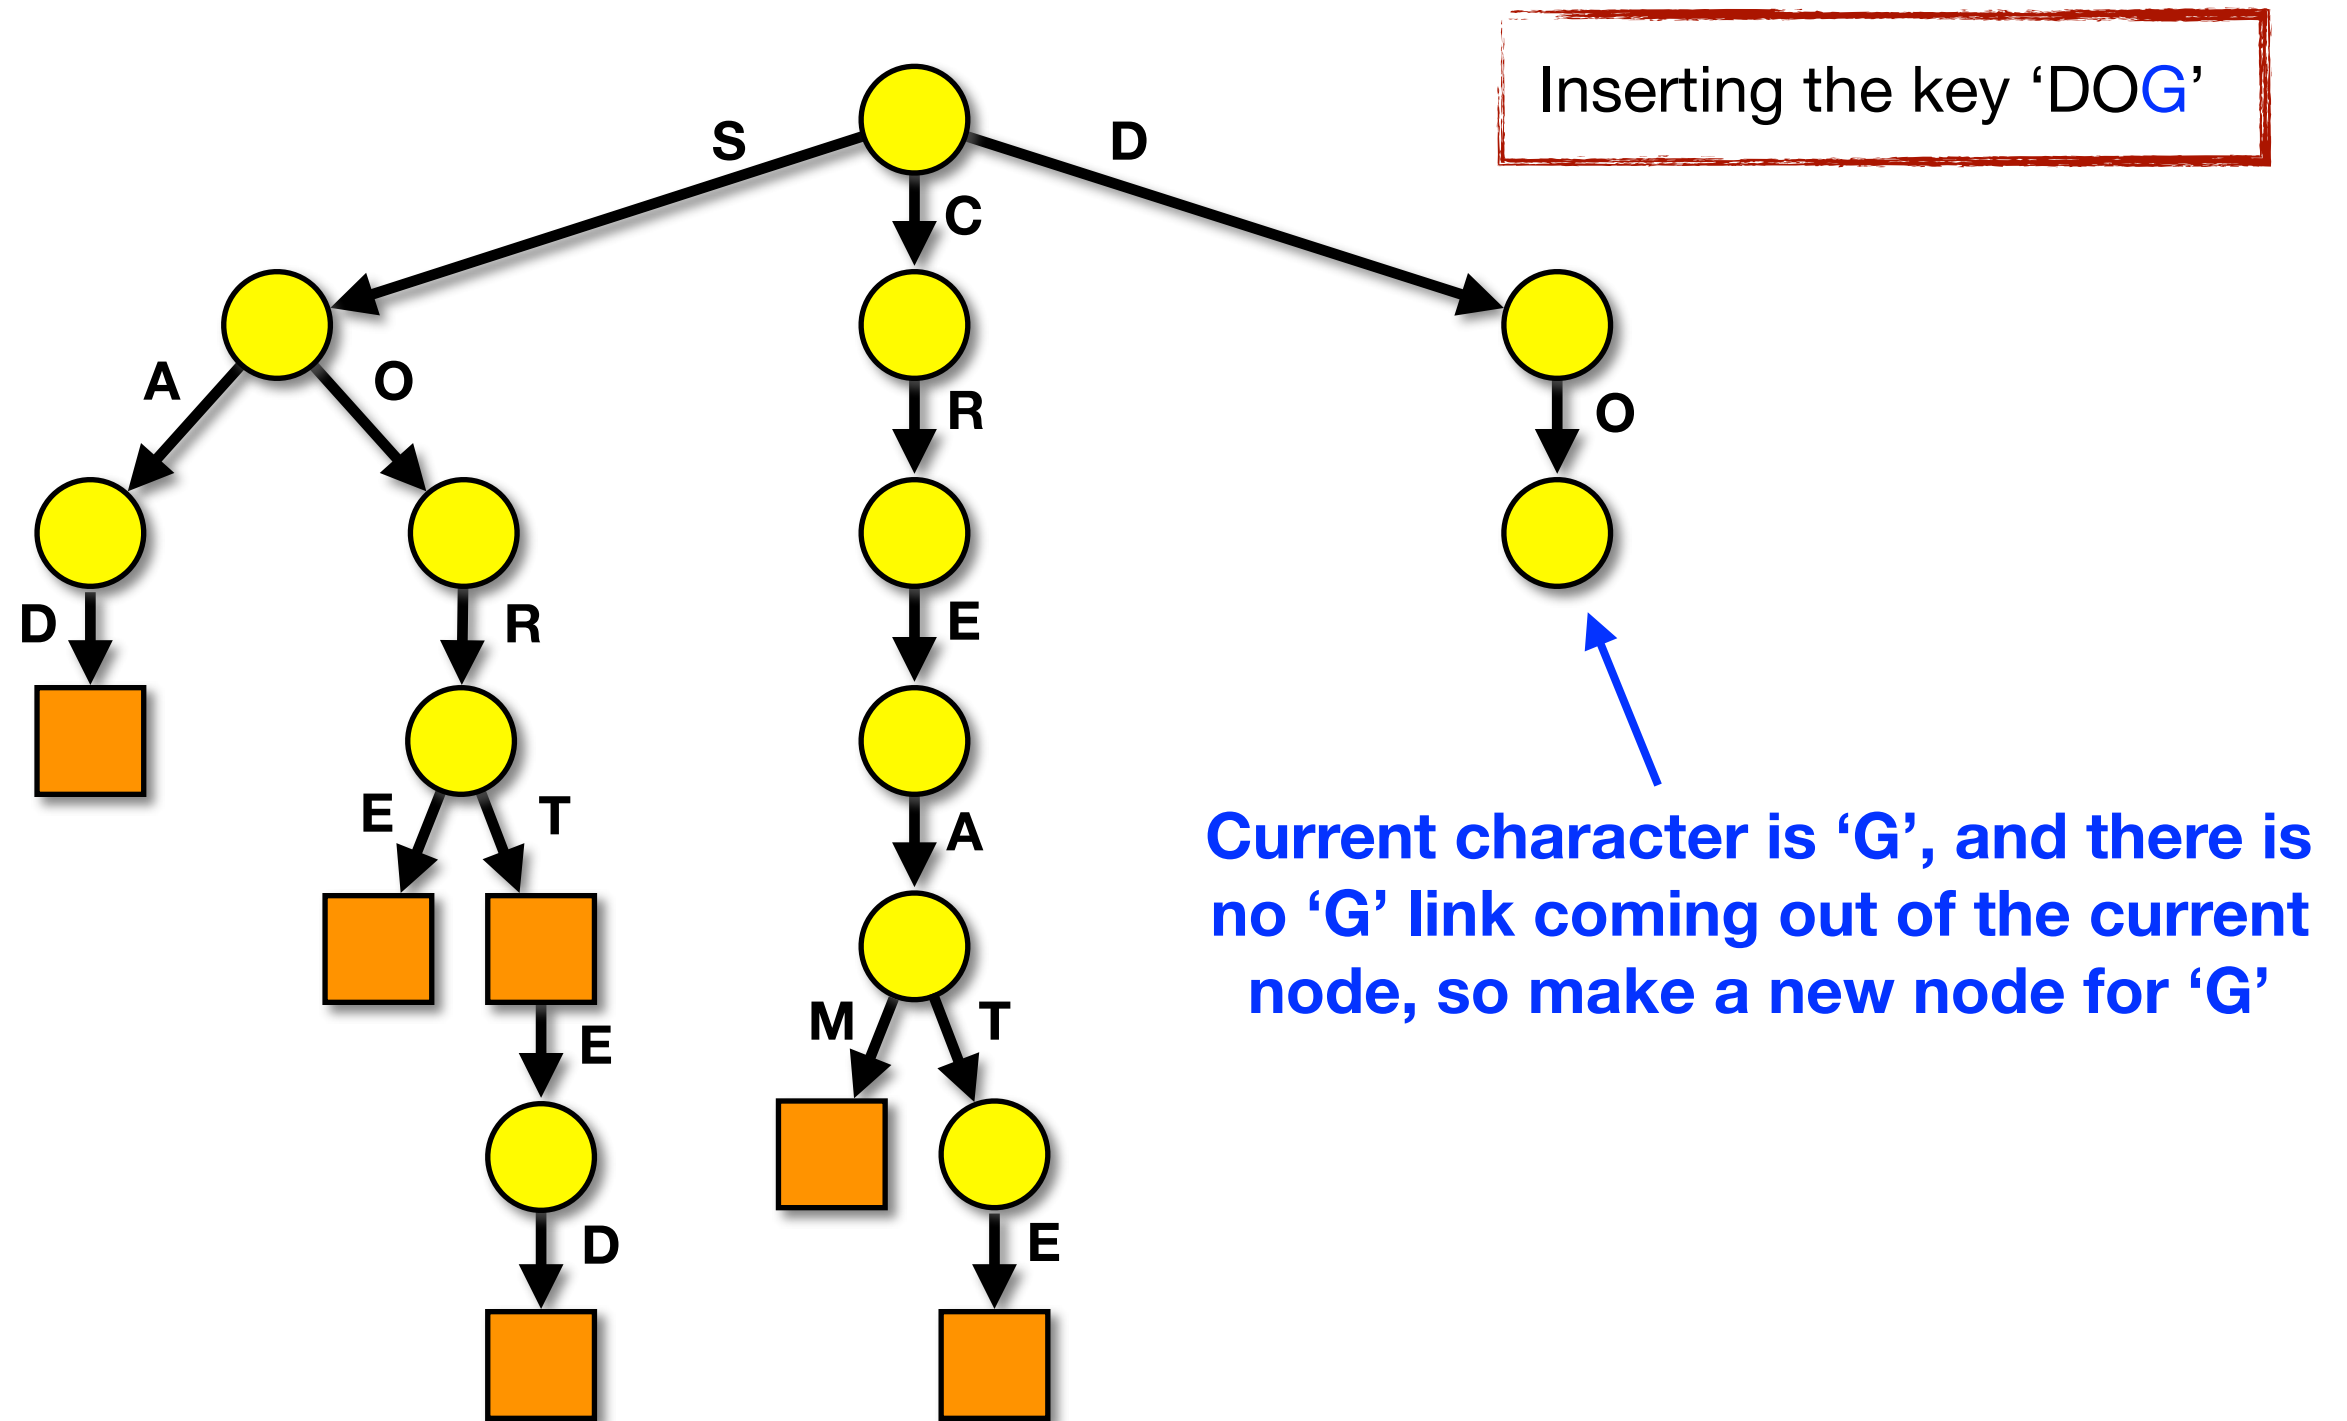 Inserting the key ‘DOG’
S
D
C
A
O
R
O
D
R
E
E
T
A
M
T
E
D
E
Current character is ‘G’, and there is
no ‘G’ link coming out of the current
node, so make a new node for ‘G’